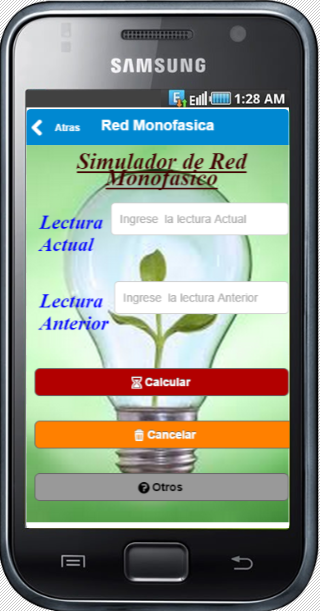 SAMSUNG
E 1:28 AM
Atras Red Monofasica
Simulador de Red
Monofasico
Lectura
Actual
Ingrese la lectura Actual
Lectura
Anterior
Ingrese la lectura Anterior
Calcular
Cancelar
Otros